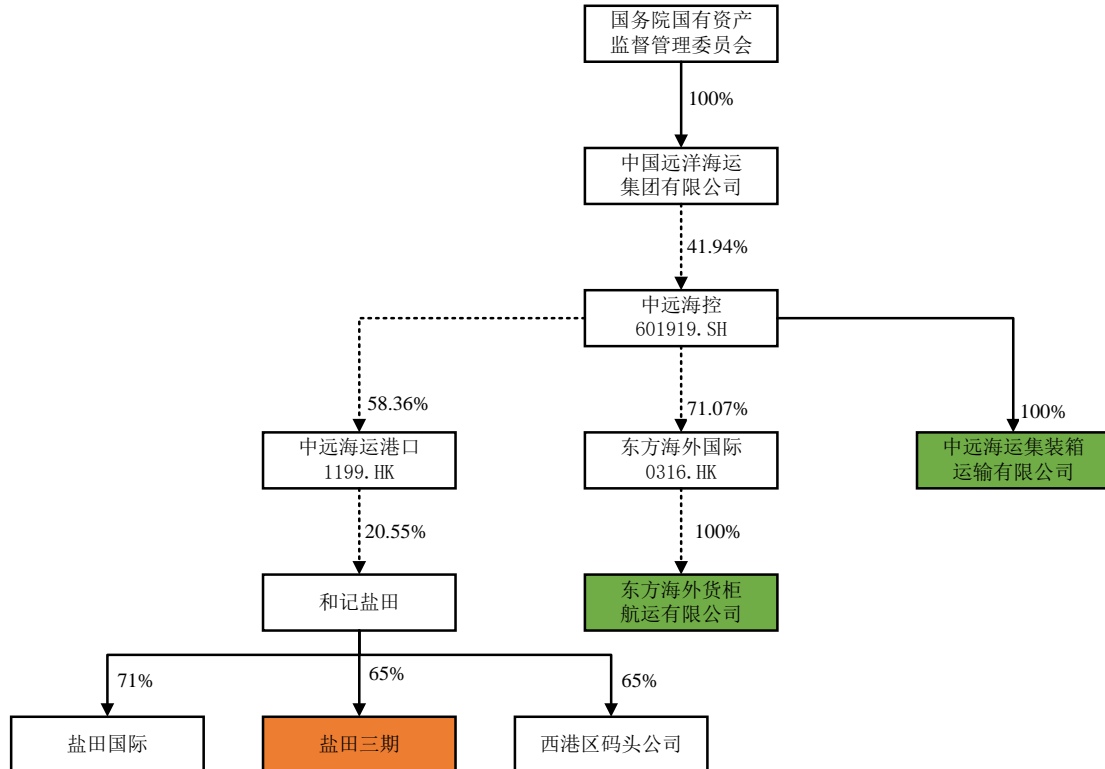 国务院国有资产
监督管理委员会
100%
中国远洋海运
集团有限公司
41.94%
中远海控
601919.SH
58.36%
71.07%
100%
中远海运港口
1199.HK
东方海外国际
0316.HK
中远海运集装箱
运输有限公司
20.55%
100%
和记盐田
东方海外货柜
航运有限公司
71%
65%
65%
盐田国际
盐田三期
西港区码头公司